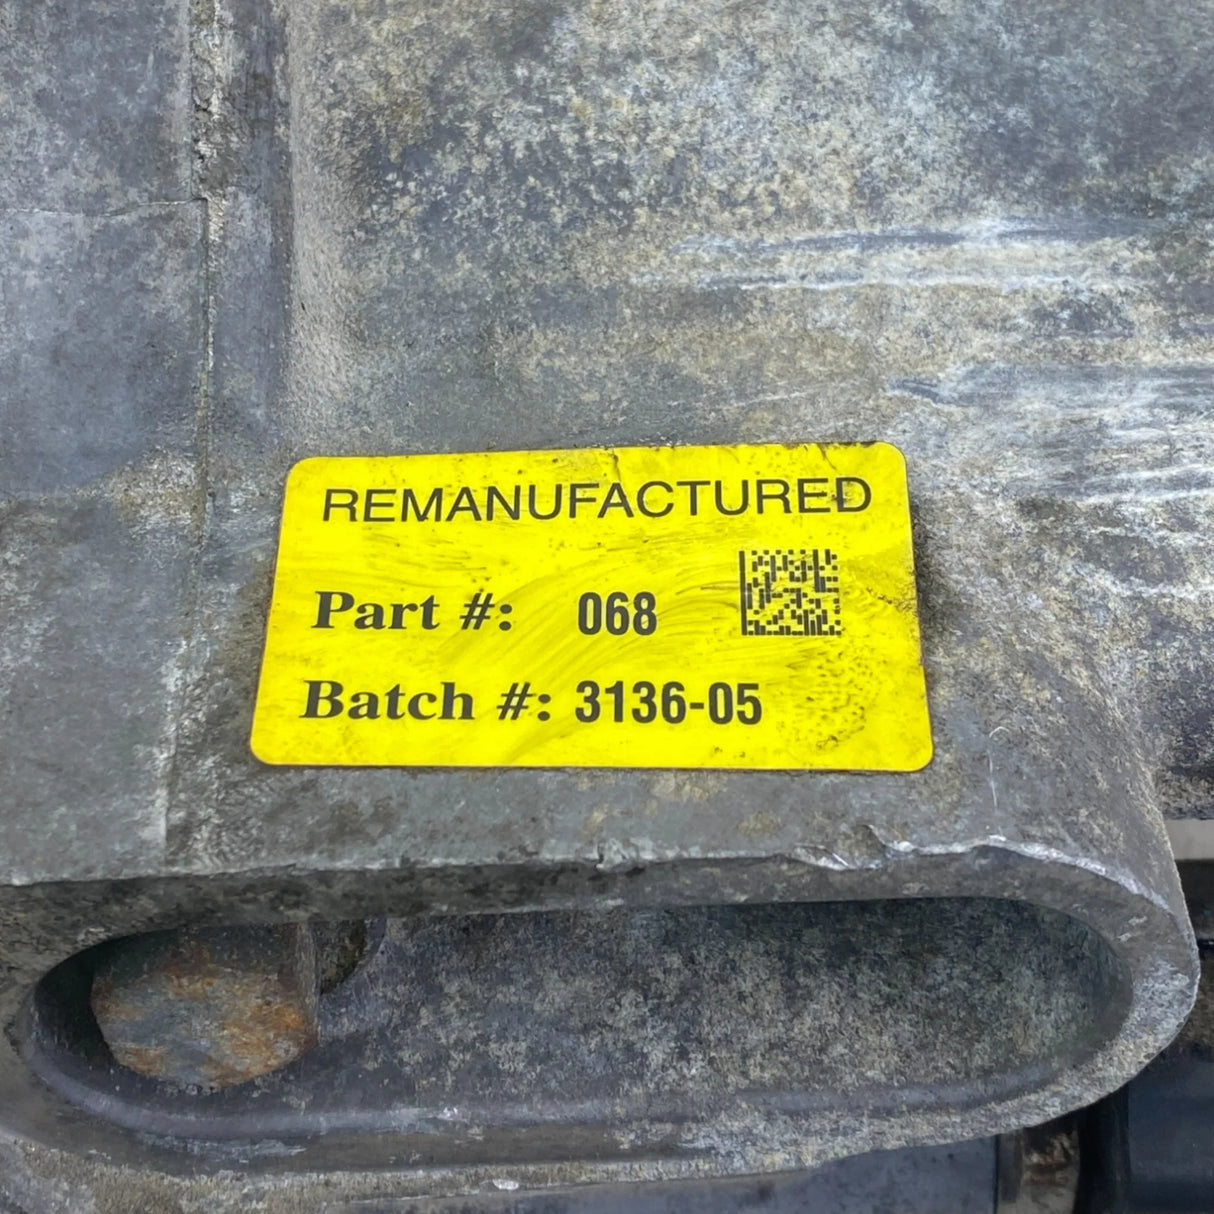 REMANUFACTURED
Part #: 068
Batch #: 3136-05